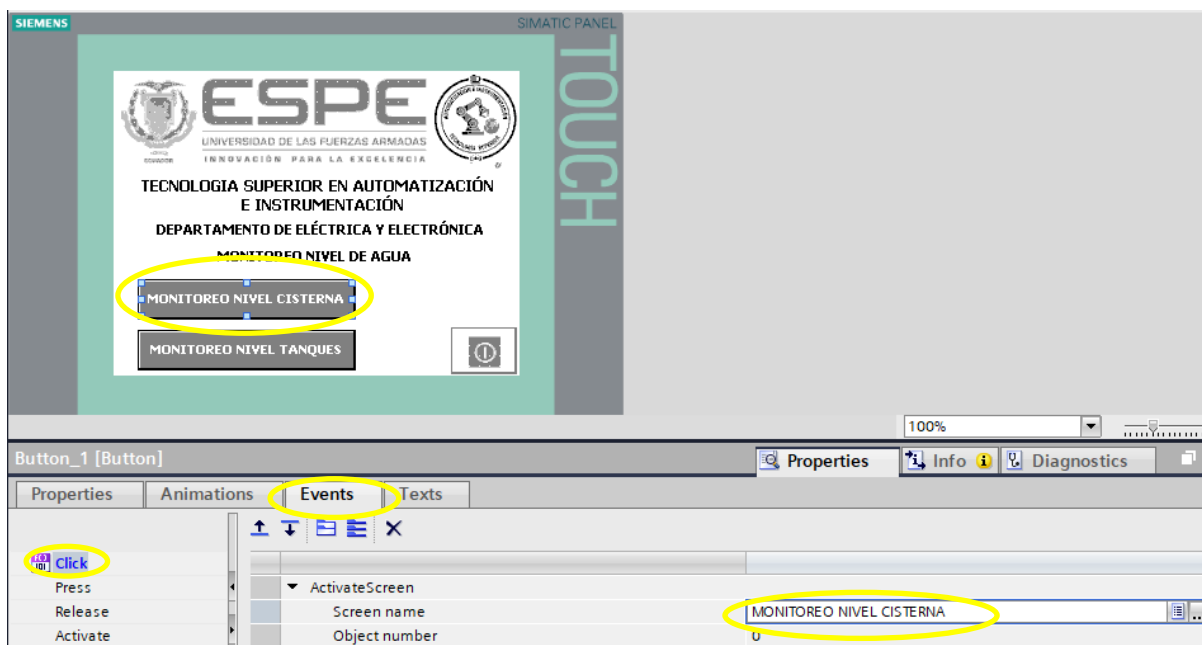 SIEMENS
SIMATIC PANEL
TOUCH
ESPE
UNIVERSIDAD DE LAS FUERZAS ARMADAS
INNOVACIÓN PARA LA EXCELENCIA
ECUADOR
TECNOLOGIA SUPERIOR EN AUTOMATIZACIÓN
E INSTRUMENTACIÓN
DEPARTAMENTO DE ELÉCTRICA Y ELECTRÓNICA
MONITOREO NIVEL DE AGUA
MONITOREO NIVEL CISTERNA
MONITOREO NIVEL TANQUES
100%
Button_1 [Button]
Properties
Info
Diagnostics
Properties
Animations
Events
Texts
Click
Press
ActivateScreen
Release
Screen name
MONITOREO NIVEL CISTERNA
Activate
Object number
0